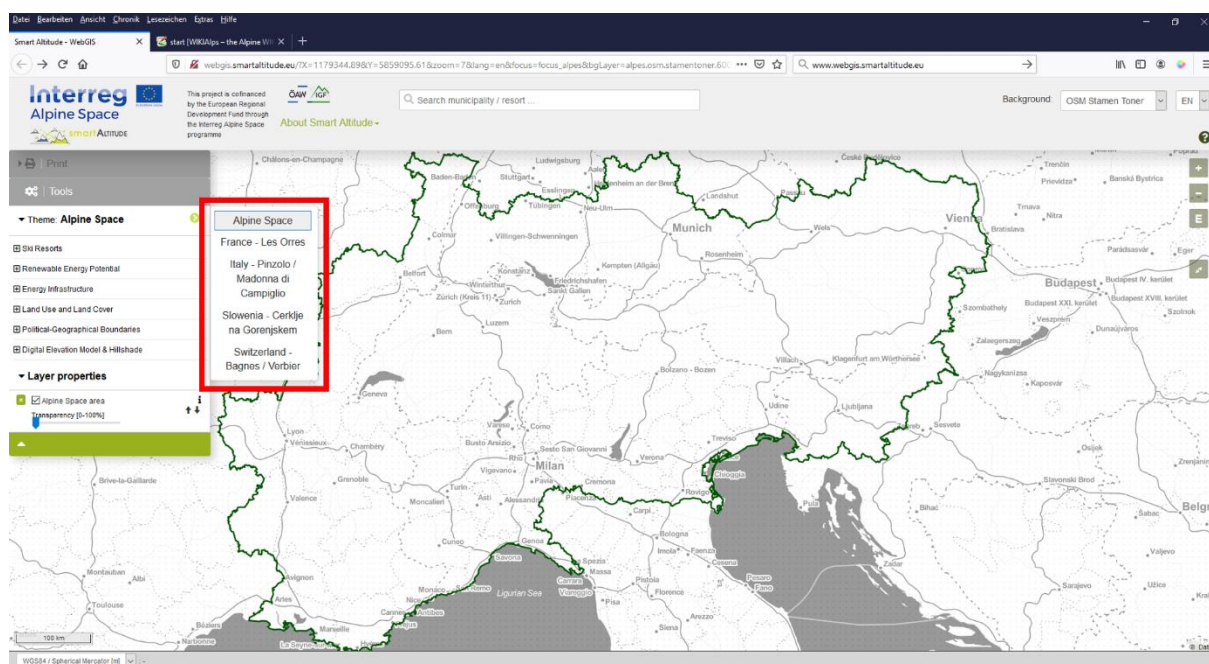 Datei Bearbeiten Ansicht Chronik Lesezeichen Extras Hilfe
Smart Altitude - WebGIS
start [WIKIAlps – the Alpine Wi
webgis.smartaltitude.eu/?X=1179344.89&Y=5859095.61&zoom=7&lang=en&focus=focus_alpes&bgLayer=alpes.osm.stamentoner.600
www.webgis.smartaltitude.eu
Interreg
Alpine Space
smart ALTITUDE
This project is cofinanced
by the European Regional
Development Fund through
the Interreg Alpine Space
programme
ÖAW IGF
About Smart Altitude
Search municipality / resort ...
Background: OSM Stamen Toner EN
Print
Tools
Theme: Alpine Space
Ski Resorts
Renewable Energy Potential
Energy Infrastructure
Land Use and Land Cover
Political-Geographical Boundaries
Digital Elevation Model & Hillshade
Layer properties
Alpine Space area
Transparency [0-100%]
Alpine Space
France - Les Orres
Italy - Pinzolo /
Madonna di
Campiglio
Slowenia - Cerklje
na Gorenjskem
Switzerland -
Bagnes / Verbier
Châlons-en-Champagne
Ludwigsburg
Baden-Baden
Stuttgart
Esslingen
Offenburg
Tübingen
Neu-Ulm
Landshut
Passau
České Budějovice
Trenčín
Prievidza
Banská Bystrica
Poprad
Colmar
Villingen-Schwenningen
Munich
Wels
Vienna
Trnava
Nitra
Bratislava
Rosenheim
Parádsasvár
Eger
Belfort
Konstanz
Friedrichshafen
Kempten (Allgäu)
Winterthur
Sankt Gallen
Zürich (Kreis 11)
Zurich
Budapest
Budapest IV. kerület
Budapest XXI. kerület
Budapest XVIII. kerület
Szombathely
Veszprém
Szolnok
Dunaújváros
Bern
Luzern
Zalaegerszeg
Villach
Klagenfurt am Wörthersee
Nagykanizsa
Bolzano - Bozen
Kaposvár
Geneva
Udine
Ljubljana
Lyon
Vénissieux
Chambéry
Varese
Como
Busto Arsizio
Sesto San Giovanni
Rho
Treviso
Sesvete
Osijek
Vigevano
Milan
Verona
Brive-la-Gaillarde
Grenoble
Turin
Pavia
Cremona
Chioggia
Slavonski Brod
Zrenjanin
Valence
Moncalieri
Asti
Alessandria
Piacenza
Rovigo
Pula
Bihać
Šabac
Belgr
Carpi
Cuneo
Genoa
Bologna
Imola
Faenza
Savona
Spezia
Cesena
Zadar
Valjevo
Montauban
Albi
Avignon
Massa
Carrara
Viareggio
Pistoia
Florence
Pesaro
Fano
Sarajevo
Užice
Toulouse
Arles
Monaco
Nice
Ligurian Sea
Pisa
Cannes
Antibes
Arezzo
Béziers
Marseille
Siena
Narbonne
100 km
WGS84 / Spherical Mercator [m]